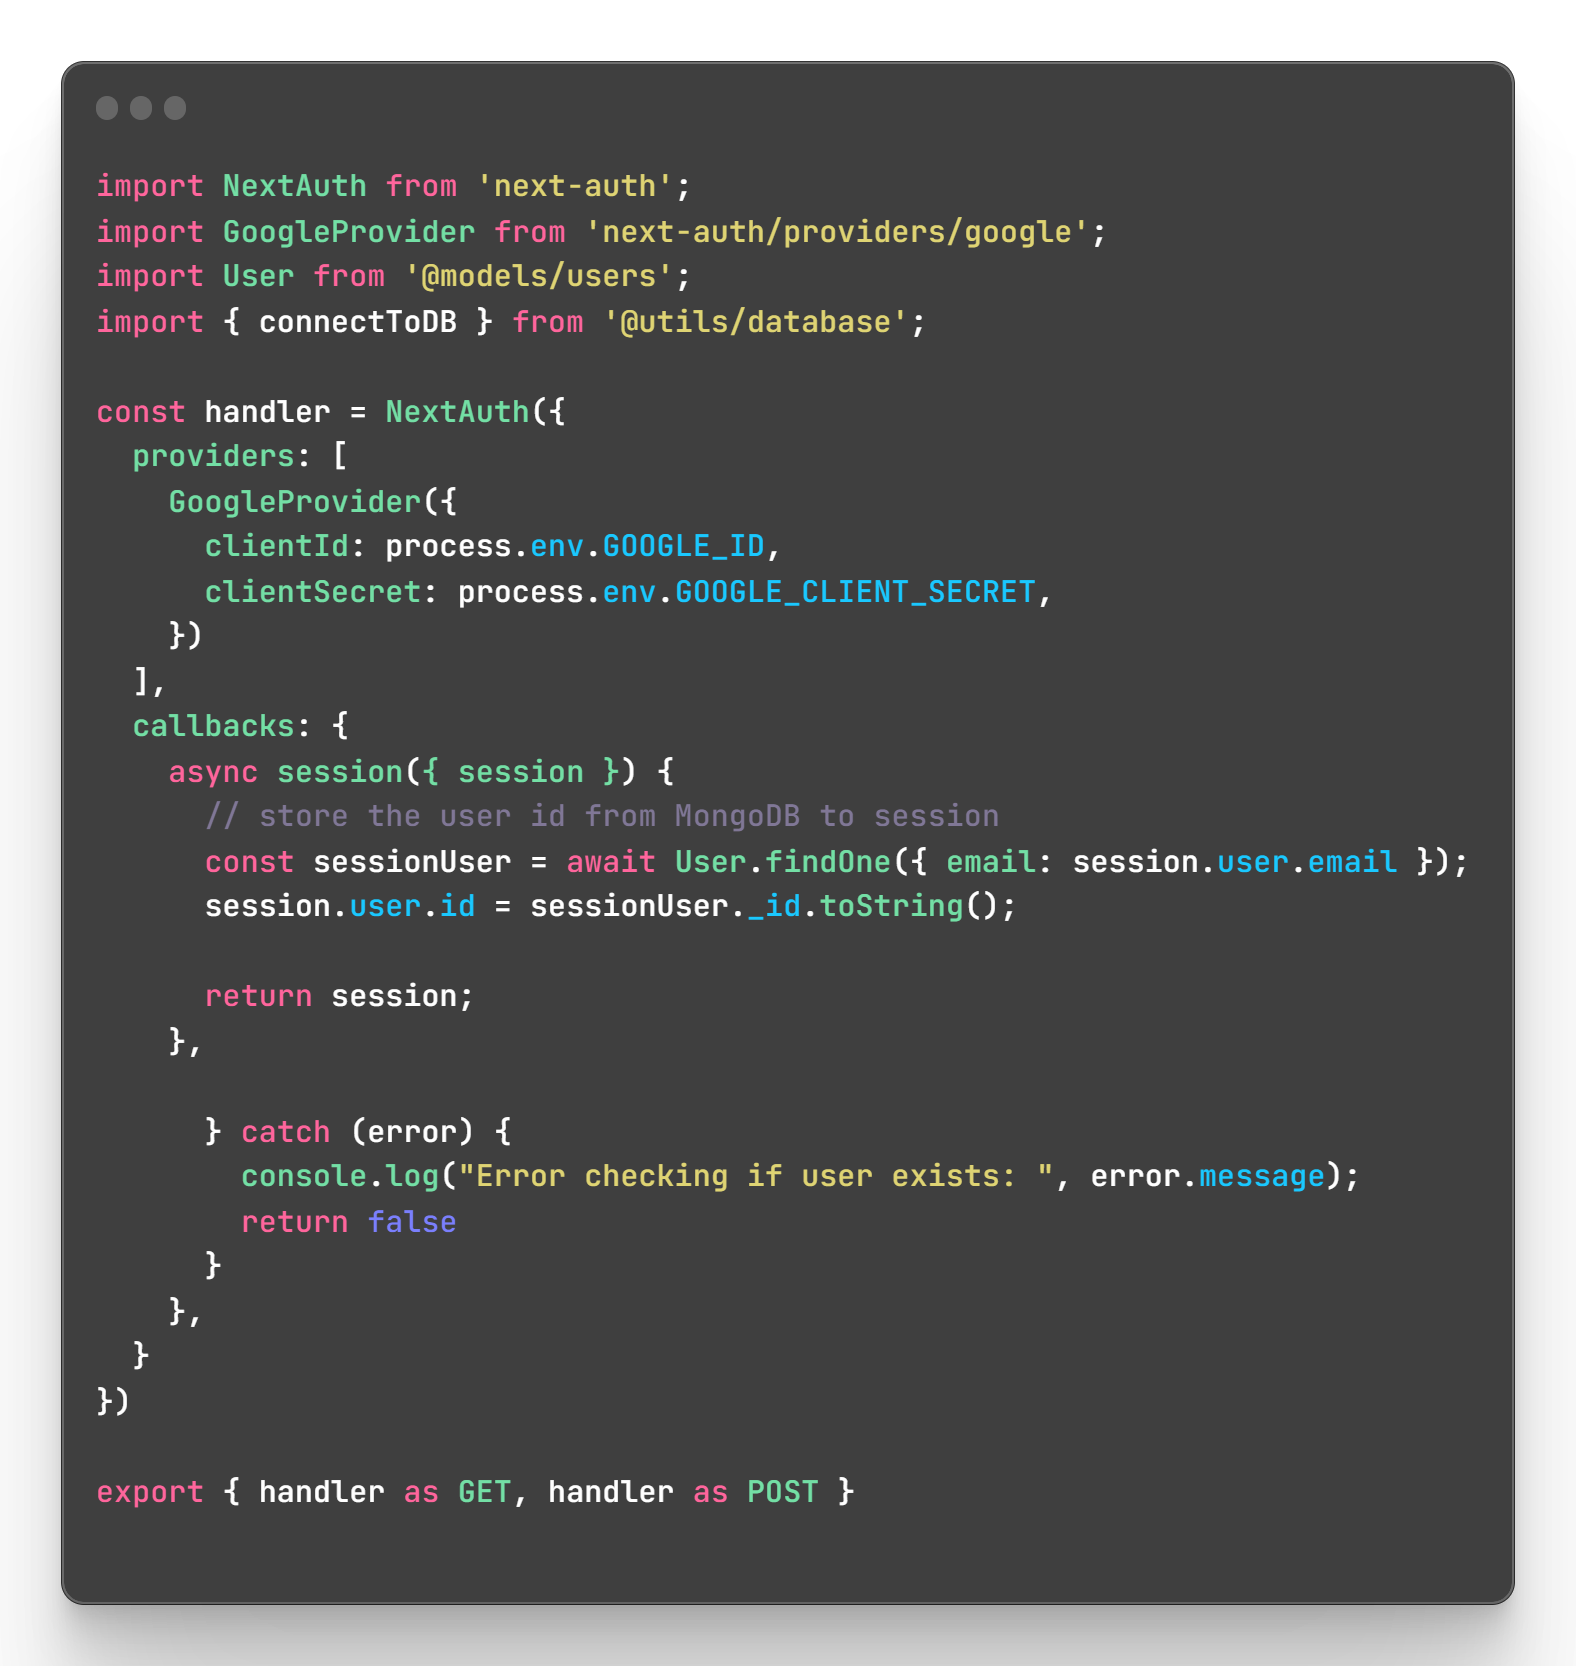 import NextAuth from 'next-auth';
import GoogleProvider from 'next-auth/providers/google';
import User from '@models/users';
import { connectToDB } from '@utils/database';
const handler = NextAuth({
  providers: [
    GoogleProvider({
      clientId: process.env.GOOGLE_ID,
      clientSecret: process.env.GOOGLE_CLIENT_SECRET,
    })
  ],
  callbacks: {
    async session({ session }) {
      // store the user id from MongoDB to session
      const sessionUser = await User.findOne({ email: session.user.email });
      session.user.id = sessionUser._id.toString();
      return session;
    },
      } catch (error) {
        console.log("Error checking if user exists: ", error.message);
        return false
      }
    },
  }
})
export { handler as GET, handler as POST }